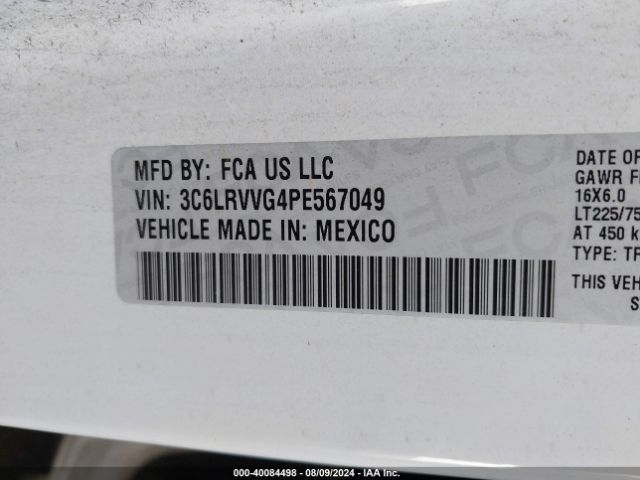 MFD BY: FCA US LLC
VIN: 3C6LRVVG4PE567049
VEHICLE MADE IN: MEXICO
DATE OF
GAWR F
16X6.0
LT225/75
AT 450 k
TYPE: TR
THIS VEH
S
000-40084498 - 08/09/2024 - IAA Inc.